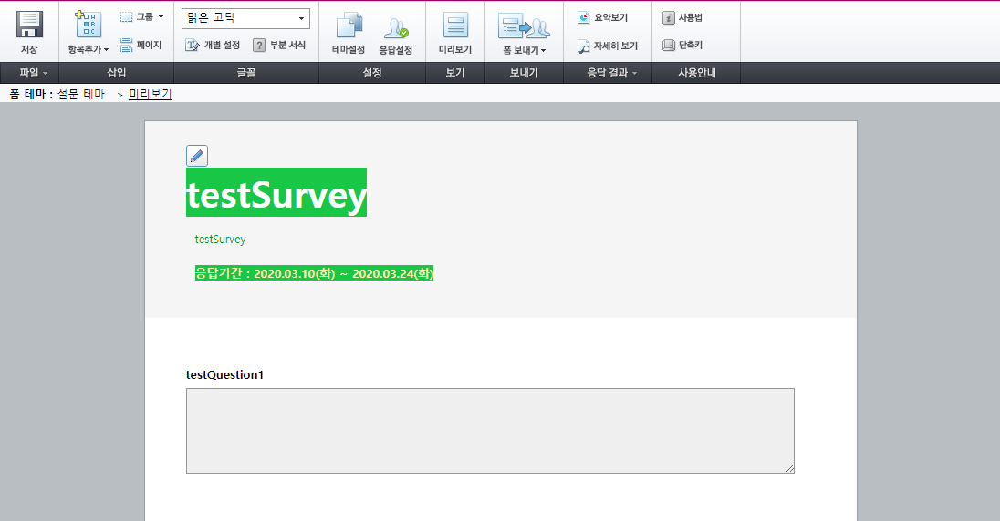 저장
항목추가
그룹
페이지
맑은 고딕
개별 설정
부분 서식
테마설정
응답설정
미리보기
폼 보내기
요약보기
자세히 보기
사용법
단축키
파일 삽입 글꼴 설정 보기 보내기 응답 결과 사용안내
폼 테마 : 설문 테마 > 미리보기
testSurvey
testSurvey
응답기간 : 2020.03.10(화) ~ 2020.03.24(화)
testQuestion1